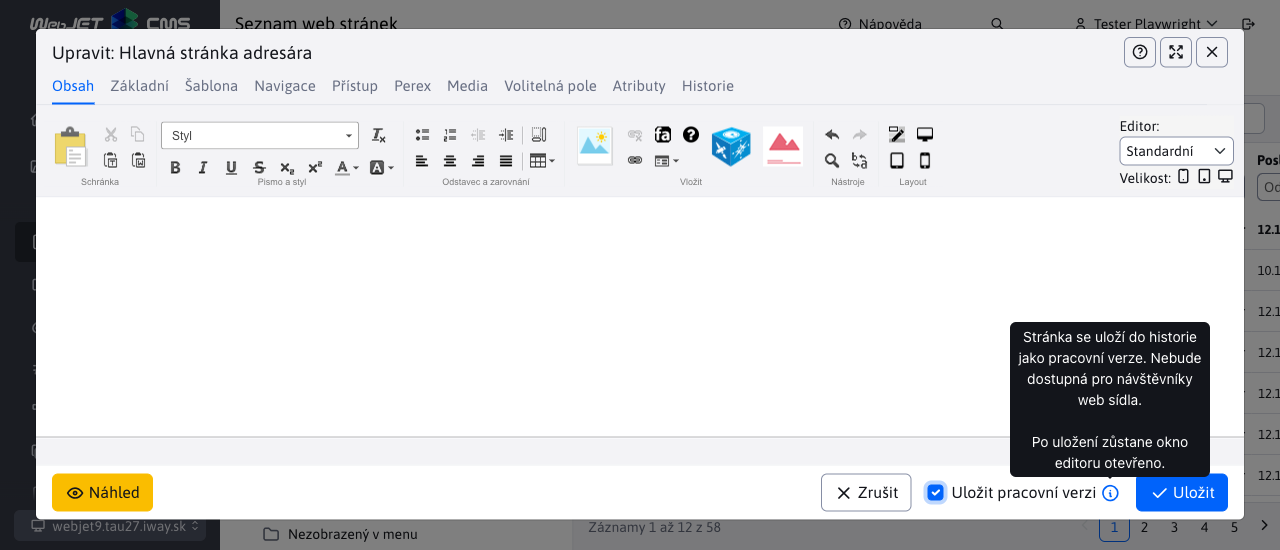 WebJET CMS
Seznam web stránek
Nápověda
Tester Playwright
Upravit: Hlavná stránka adresára
Obsah Základní Šablona Navigace Přístup Perex Media Volitelná pole Atributy Historie
Styl
Schránka
Písmo a styl
Odstavec a zarovnání
Vložit
Nástroje
Layout
Editor:
Standardní
Velikost:
12.1
10.1
12.1
12.1
12.1
12.1
12.1
Stránka se uloží do historie
jako pracovní verze. Nebude
dostupná pro návštěvníky
web sídla.
Po uložení zůstane okno
editoru otevřeno.
Náhled
Zrušit
Uložit pracovní verzi
Uložit
webjet9.tau27.iway.sk
Nezobrazený v menu
Záznamy 1 až 12 z 58
1 2 3 4 5